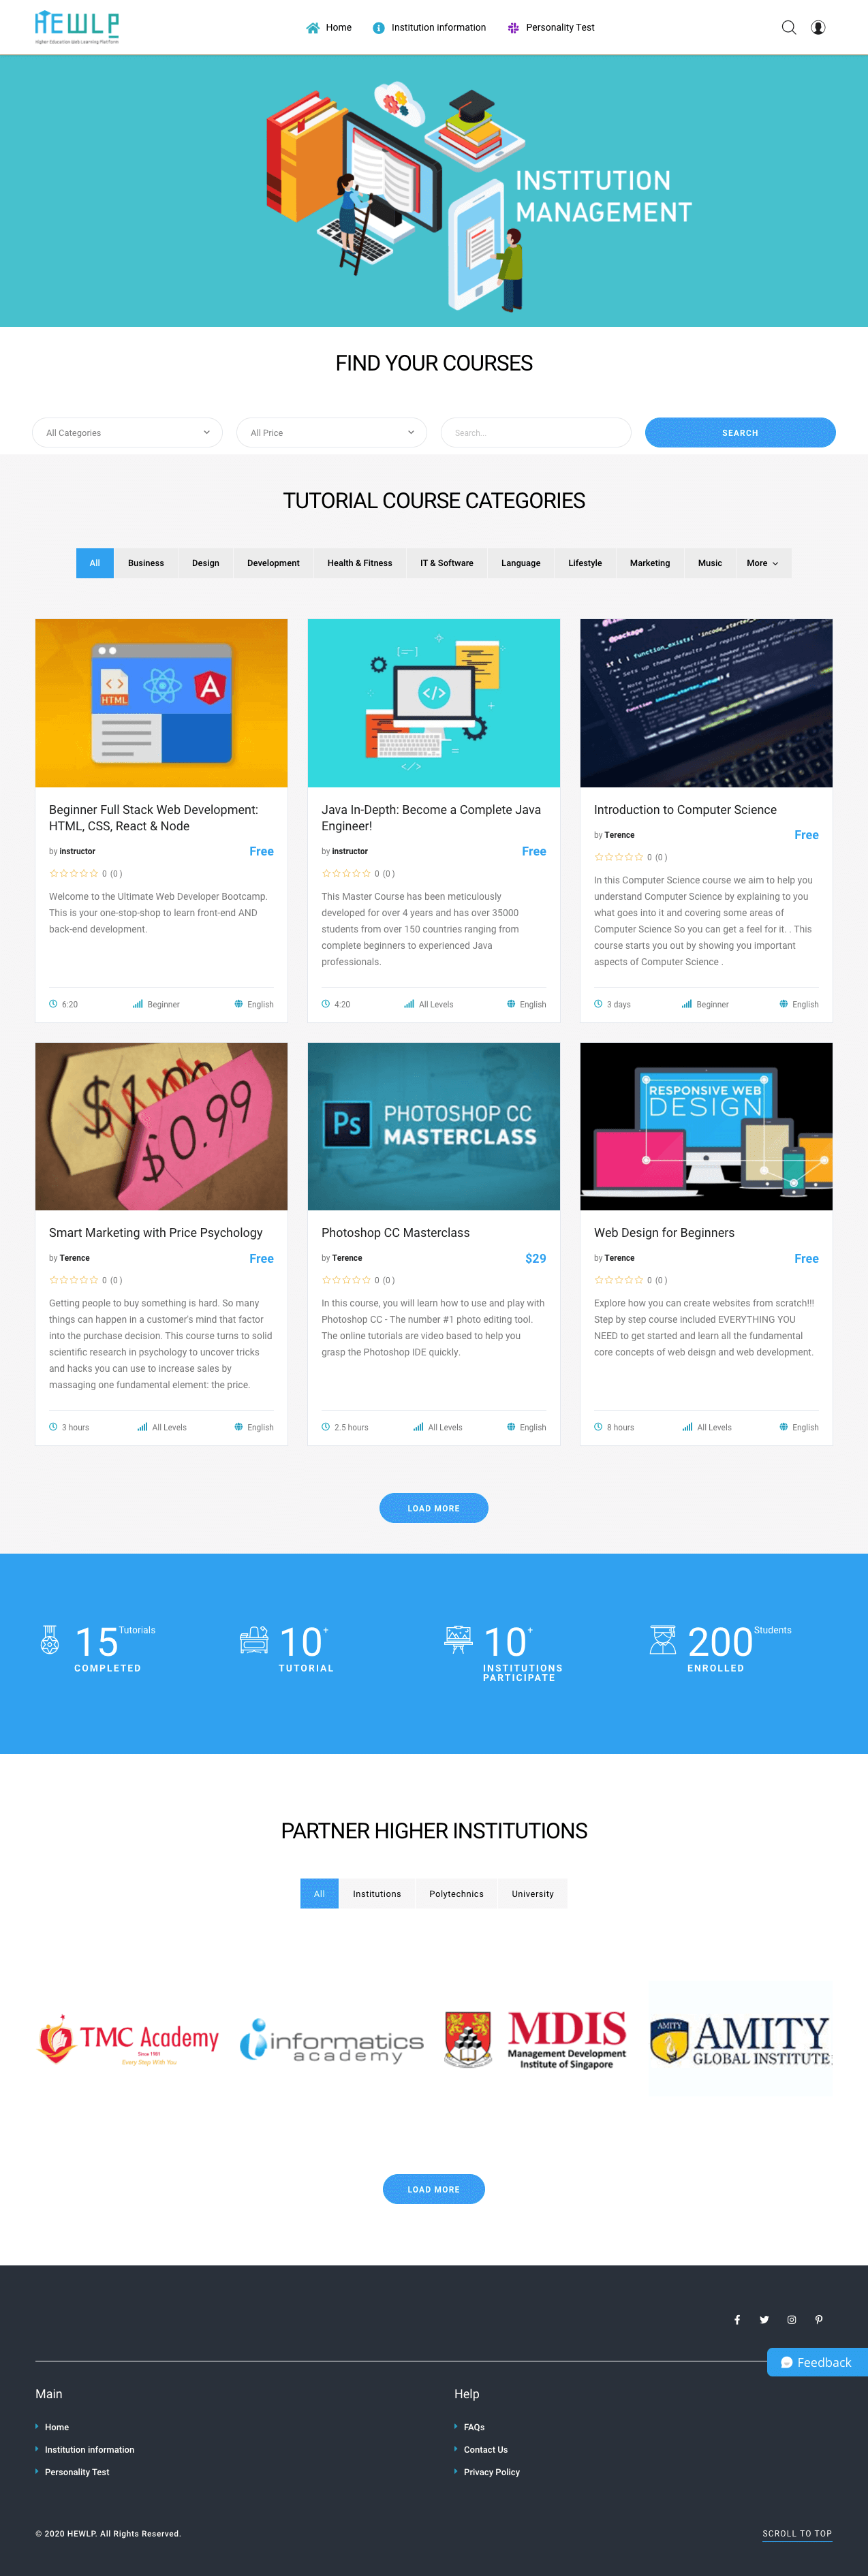 HEWLP
Higher Education Web Learning Platform
Home
Institution information
Personality Test
INSTITUTION
MANAGEMENT
FIND YOUR COURSES
All Categories
All Price
Search...
SEARCH
TUTORIAL COURSE CATEGORIES
All
Business
Design
Development
Health & Fitness
IT & Software
Language
Lifestyle
Marketing
Music
More
HTML
Beginner Full Stack Web Development:
HTML, CSS, React & Node
by instructor
Free
0 (0 )
Welcome to the Ultimate Web Developer Bootcamp.
This is your one-stop-shop to learn front-end AND
back-end development.
6:20
Beginner
English
</>
Java In-Depth: Become a Complete Java
Engineer!
by instructor
Free
0 (0 )
This Master Course has been meticulously
developed for over 4 years and has over 35000
students from over 150 countries ranging from
complete beginners to experienced Java
professionals.
4:20
All Levels
English
@package
Introduction to Computer Science
by Terence
Free
0 (0 )
In this Computer Science course we aim to help you
understand Computer Science by explaining to you
what goes into it and covering some areas of
Computer Science So you can get a feel for it. . This
course starts you out by showing you important
aspects of Computer Science .
3 days
Beginner
English
$0.99
Smart Marketing with Price Psychology
by Terence
Free
0 (0 )
Getting people to buy something is hard. So many
things can happen in a customer's mind that factor
into the purchase decision. This course turns to solid
scientific research in psychology to uncover tricks
and hacks you can use to increase sales by
massaging one fundamental element: the price.
3 hours
All Levels
English
Ps
PHOTOSHOP CC
MASTERCLASS
Photoshop CC Masterclass
by Terence
$29
0 (0 )
In this course, you will learn how to use and play with
Photoshop CC - The number #1 photo editing tool.
The online tutorials are video based to help you
grasp the Photoshop IDE quickly.
2.5 hours
All Levels
English
RESPONSIVE WEB
DESIGN
Web Design for Beginners
by Terence
Free
0 (0 )
Explore how you can create websites from scratch!!!
Step by step course included EVERYTHING YOU
NEED to get started and learn all the fundamental
core concepts of web deisgn and web development.
8 hours
All Levels
English
LOAD MORE
15 Tutorials
COMPLETED
10 +
TUTORIAL
10 +
INSTITUTIONS
PARTICIPATE
200 Students
ENROLLED
PARTNER HIGHER INSTITUTIONS
All
Institutions
Polytechnics
University
TMC Academy
Since 1981
Every Step With You
informatics
academy
MDIS
Management Development
Institute of Singapore
AMITY
AMITY
GLOBAL INSTITUTE
LOAD MORE
Feedback
Main
Home
Institution information
Personality Test
Help
FAQs
Contact Us
Privacy Policy
© 2020 HEWLP. All Rights Reserved.
SCROLL TO TOP